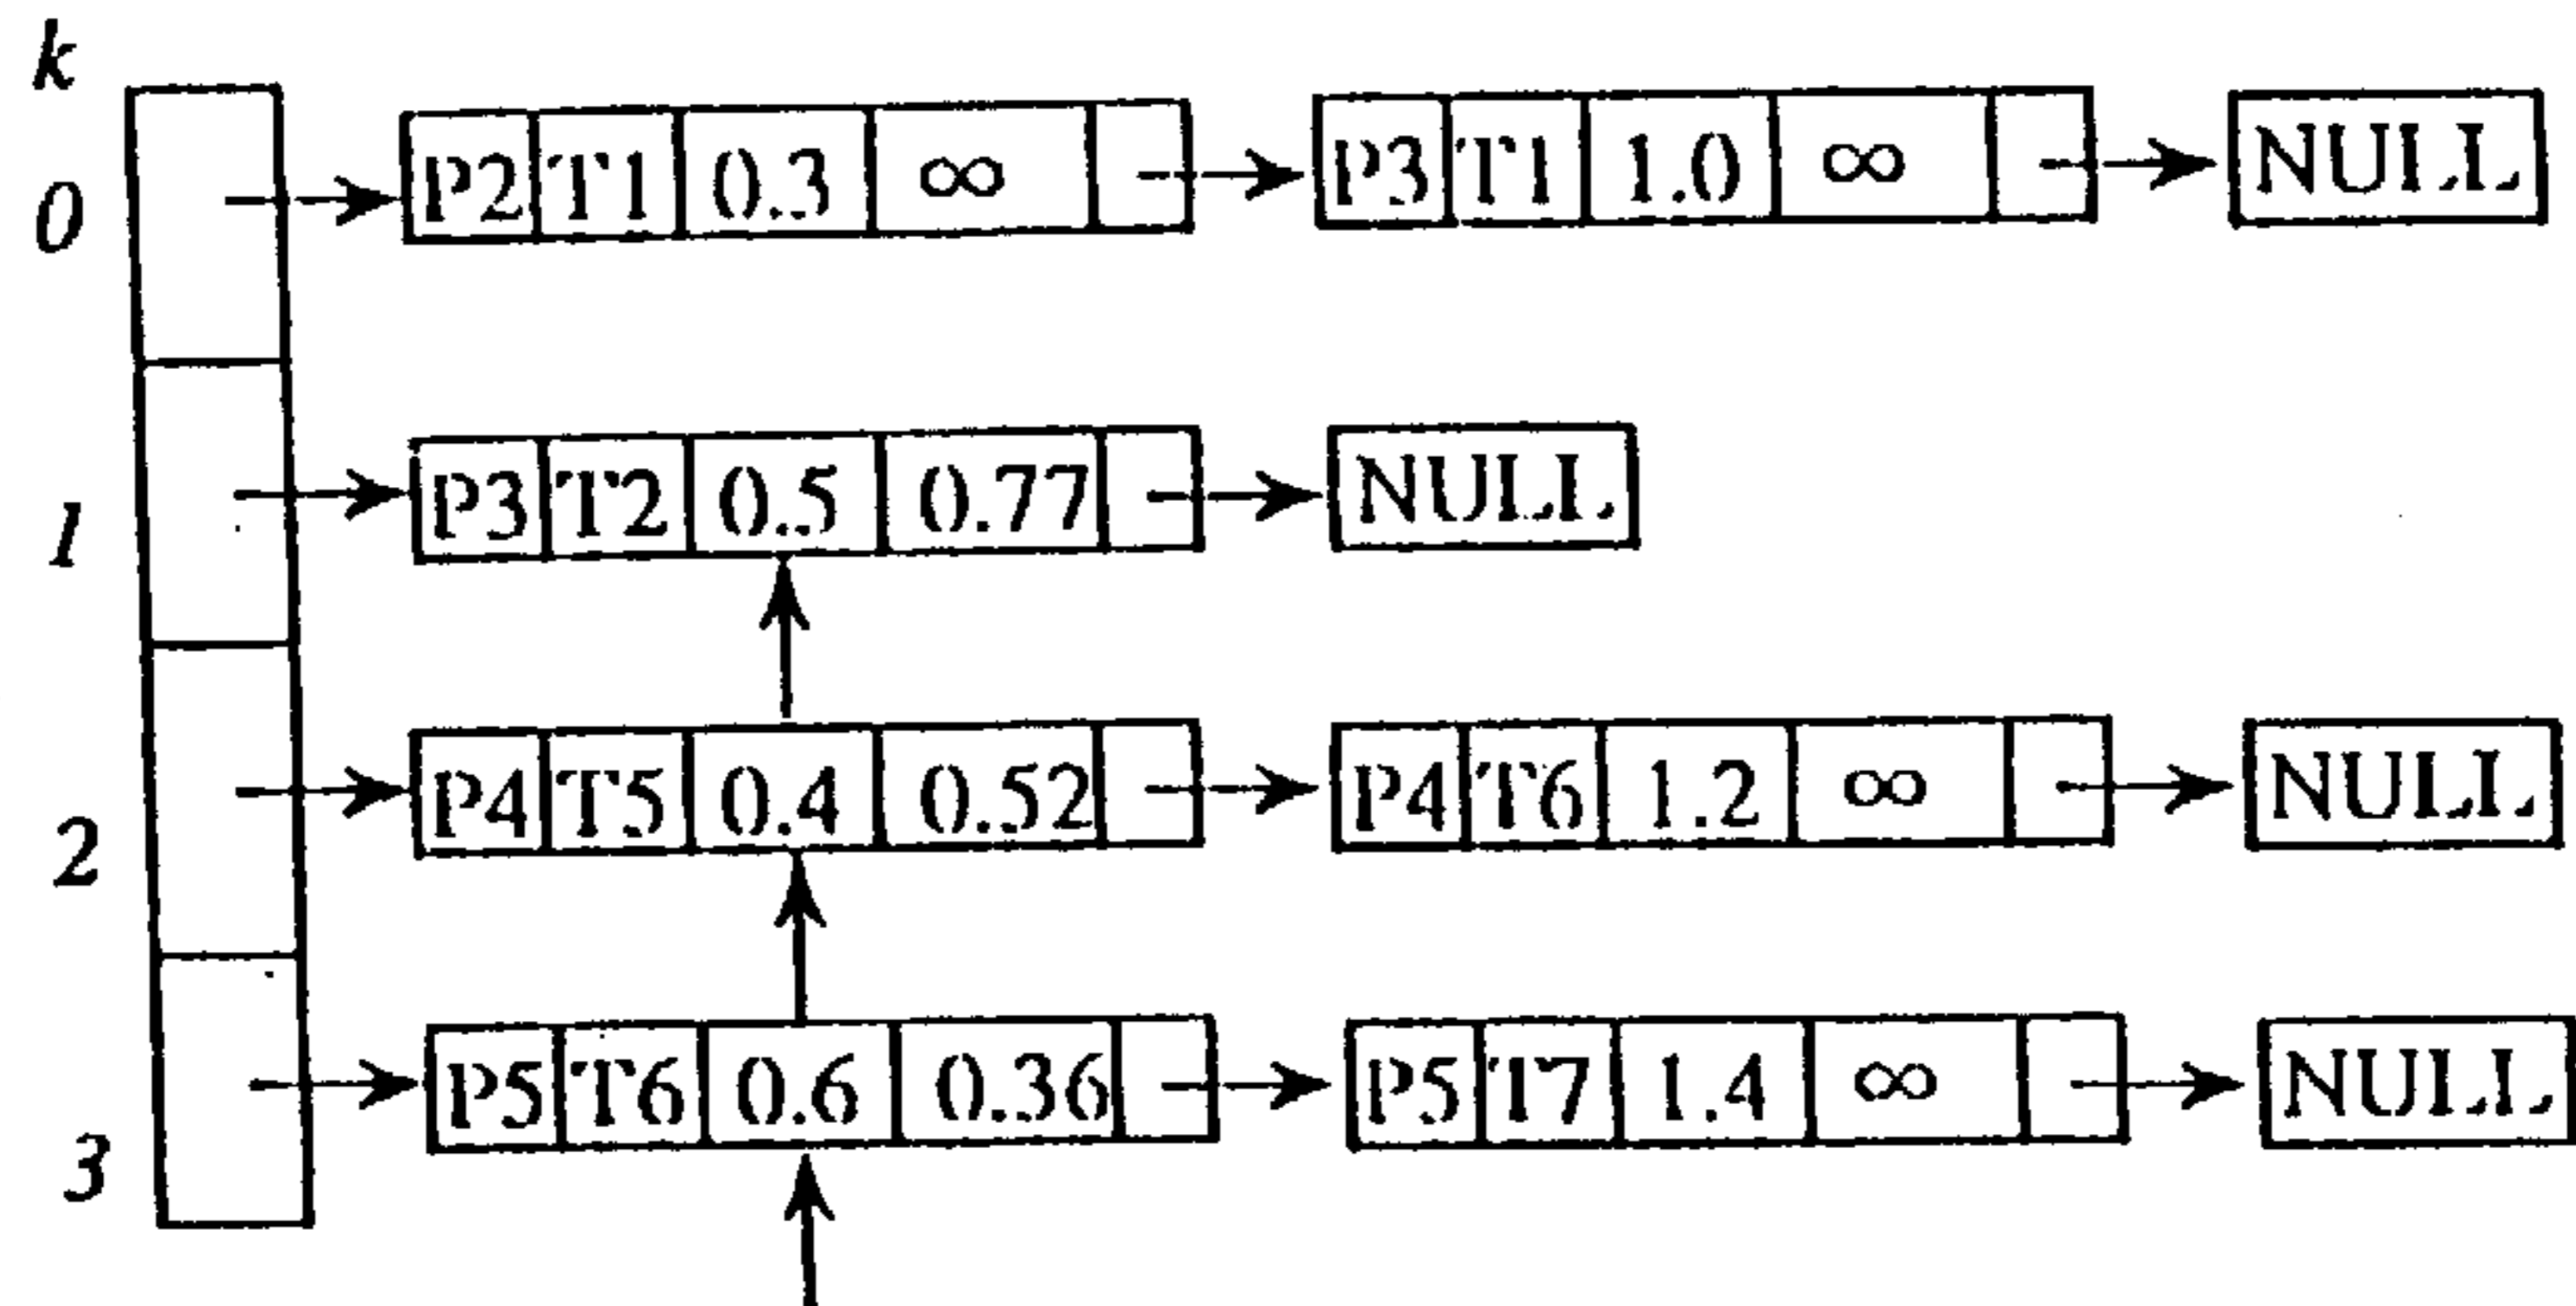 k
0 P2 T1 0.3 ∞ P3 T1 1.0 ∞ NULL
1 P3 T2 0.5 0.77 NULL
2 P4 T5 0.4 0.52 P4 T6 1.2 ∞ NULL
3 P5 T6 0.6 0.36 P5 T7 1.4 ∞ NULL